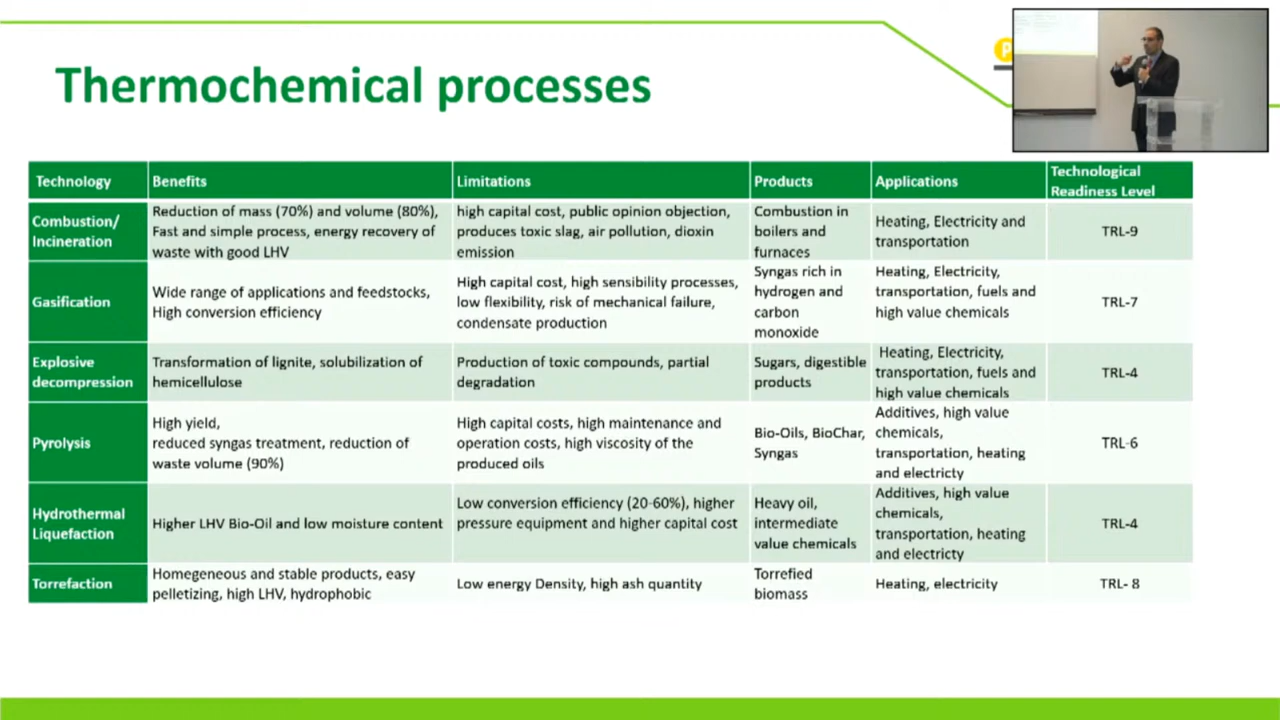 Thermochemical processes
P
Technology Benefits Limitations Products Applications Technological
Readiness Level
Combustion/
Incineration
Reduction of mass (70%) and volume (80%),
Fast and simple process, energy recovery of
waste with good LHV
high capital cost, public opinion objection,
produces toxic slag, air pollution, dioxin
emission
Combustion in
boilers and
furnaces
Heating, Electricity and
transportation
TRL-9
Gasification
Wide range of applications and feedstocks,
High conversion efficiency
High capital cost, high sensibility processes,
low flexibility, risk of mechanical failure,
condensate production
Syngas rich in
hydrogen and
carbon
monoxide
Heating, Electricity,
transportation, fuels and
high value chemicals
TRL-7
Explosive
decompression
Transformation of lignite, solubilization of
hemicellulose
Production of toxic compounds, partial
degradation
Sugars, digestible
products
Heating, Electricity,
transportation, fuels and
high value chemicals
TRL-4
Pyrolysis
High yield,
reduced syngas treatment, reduction of
waste volume (90%)
High capital costs, high maintenance and
operation costs, high viscosity of the
produced oils
Bio-Oils, BioChar,
Syngas
Additives, high value
chemicals,
transportation, heating
and electricty
TRL-6
Hydrothermal
Liquefaction
Higher LHV Bio-Oil and low moisture content
Low conversion efficiency (20-60%), higher
pressure equipment and higher capital cost
Heavy oil,
intermediate
value chemicals
Additives, high value
chemicals,
transportation, heating
and electricty
TRL-4
Torrefaction
Homegeneous and stable products, easy
pelletizing, high LHV, hydrophobic
Low energy Density, high ash quantity
Torrefied
biomass
Heating, electricity
TRL- 8